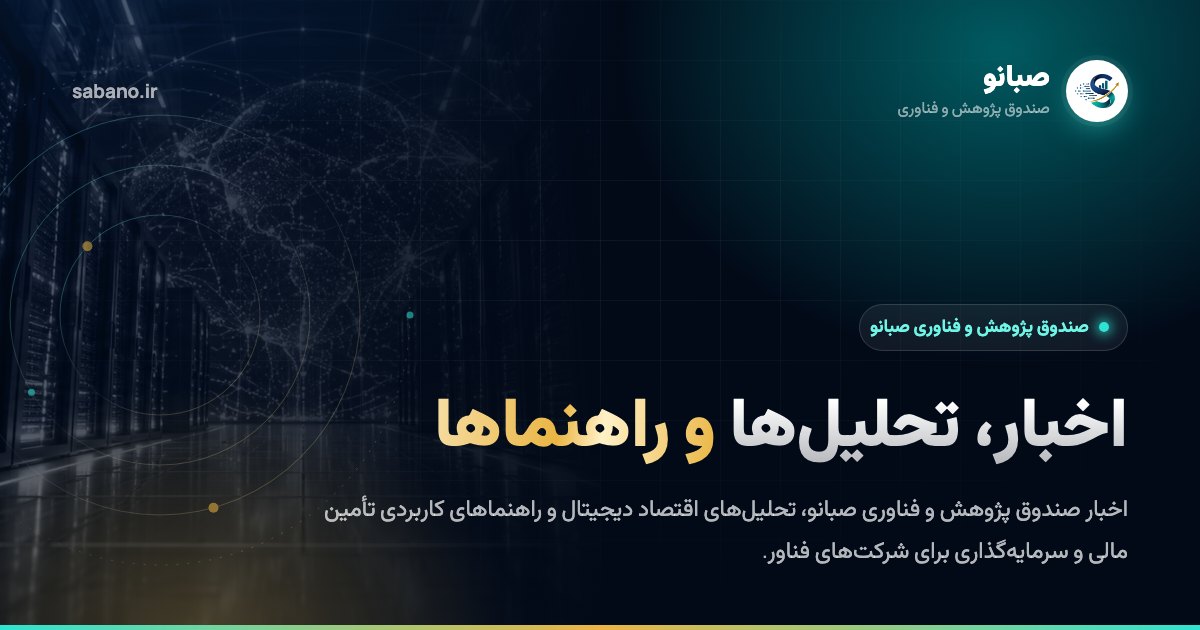 صبانو
صندوق پژوهش و فناوری
sabano.ir
صندوق پژوهش و فناوری صبانو
اخبار، تحلیل‌ها و راهنماها
اخبار صندوق پژوهش و فناوری صبانو، تحلیل‌های اقتصاد دیجیتال و راهنماهای کاربردی تأمین
مالی و سرمایه‌گذاری برای شرکت‌های فناور.